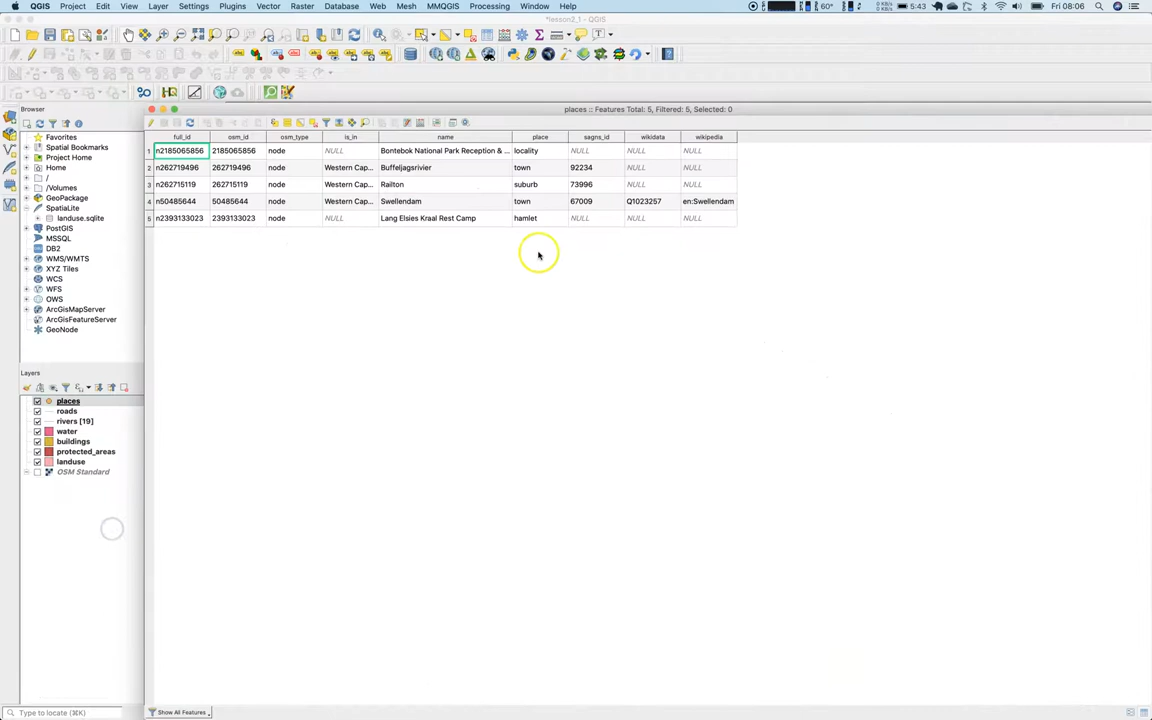 QGIS Project Edit View Layer Settings Plugins Vector Raster Database Web Mesh MMQGIS Processing Window Help
60° 5:43 Fri 08:06
*lesson2_1 — QGIS
Browser
places :: Features Total: 5, Filtered: 5, Selected: 0
Favorites
Spatial Bookmarks
Project Home
Home
/
/Volumes
GeoPackage
SpatiaLite
landuse.sqlite
PostGIS
MSSQL
DB2
WMS/WMTS
XYZ Tiles
WCS
WFS
OWS
ArcGisMapServer
ArcGisFeatureServer
GeoNode
full_id osm_id osm_type is_in name place sagns_id wikidata wikipedia
1 n2185065856 2185065856 node NULL Bontebok National Park Reception & ... locality NULL NULL NULL
2 n262719496 262719496 node Western Cap... Buffeljagsrivier town 92234 NULL NULL
3 n262715119 262715119 node Western Cap... Railton suburb 73996 NULL NULL
4 n50485644 50485644 node Western Cap... Swellendam town 67009 Q1023257 en:Swellendam
5 n2393133023 2393133023 node NULL Lang Elsies Kraal Rest Camp hamlet NULL NULL NULL
Layers
places
roads
rivers [19]
water
buildings
protected_areas
landuse
OSM Standard
Type to locate (⌘K)
Show All Features